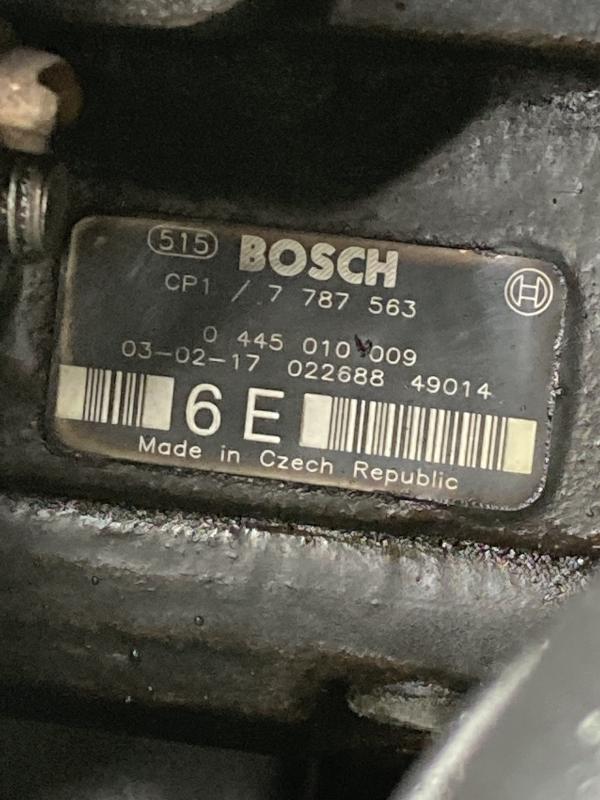 515 BOSCH
CP1 / 7 787 563
0 445 010 009
03-02-17 022688 49014
6E
Made in Czech Republic